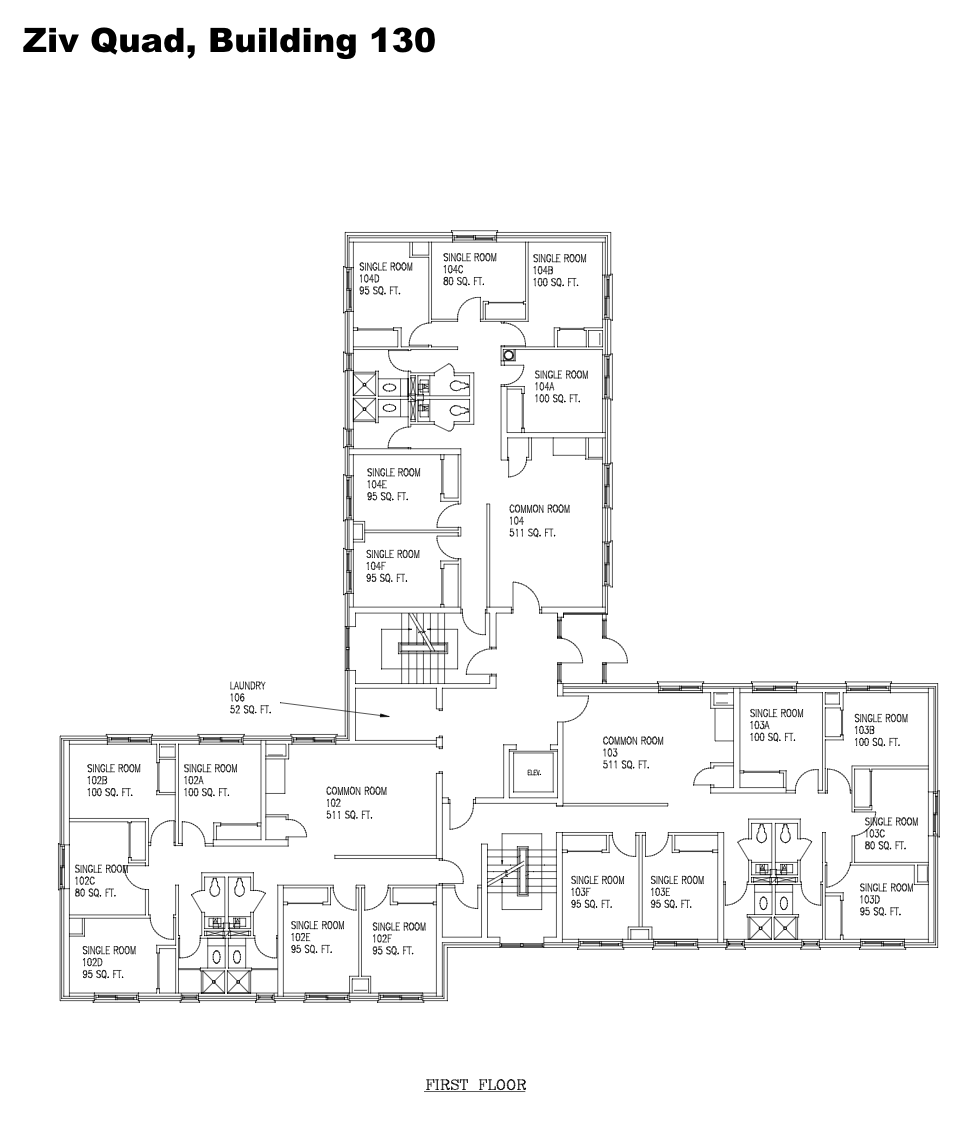 Ziv Quad, Building 130
SINGLE ROOM
104D
95 SQ. FT.
SINGLE ROOM
104C
80 SQ. FT.
SINGLE ROOM
104B
100 SQ. FT.
SINGLE ROOM
104A
100 SQ. FT.
SINGLE ROOM
104E
95 SQ. FT.
COMMON ROOM
104
511 SQ. FT.
SINGLE ROOM
104F
95 SQ. FT.
LAUNDRY
106
52 SQ. FT.
COMMON ROOM
103
511 SQ. FT.
SINGLE ROOM
103A
100 SQ. FT.
SINGLE ROOM
103B
100 SQ. FT.
SINGLE ROOM
102B
100 SQ. FT.
SINGLE ROOM
102A
100 SQ. FT.
COMMON ROOM
102
511 SQ. FT.
ELEV.
SINGLE ROOM
103C
80 SQ. FT.
SINGLE ROOM
102C
80 SQ. FT.
SINGLE ROOM
103F
95 SQ. FT.
SINGLE ROOM
103E
95 SQ. FT.
SINGLE ROOM
103D
95 SQ. FT.
SINGLE ROOM
102D
95 SQ. FT.
SINGLE ROOM
102E
95 SQ. FT.
SINGLE ROOM
102F
95 SQ. FT.
FIRST FLOOR